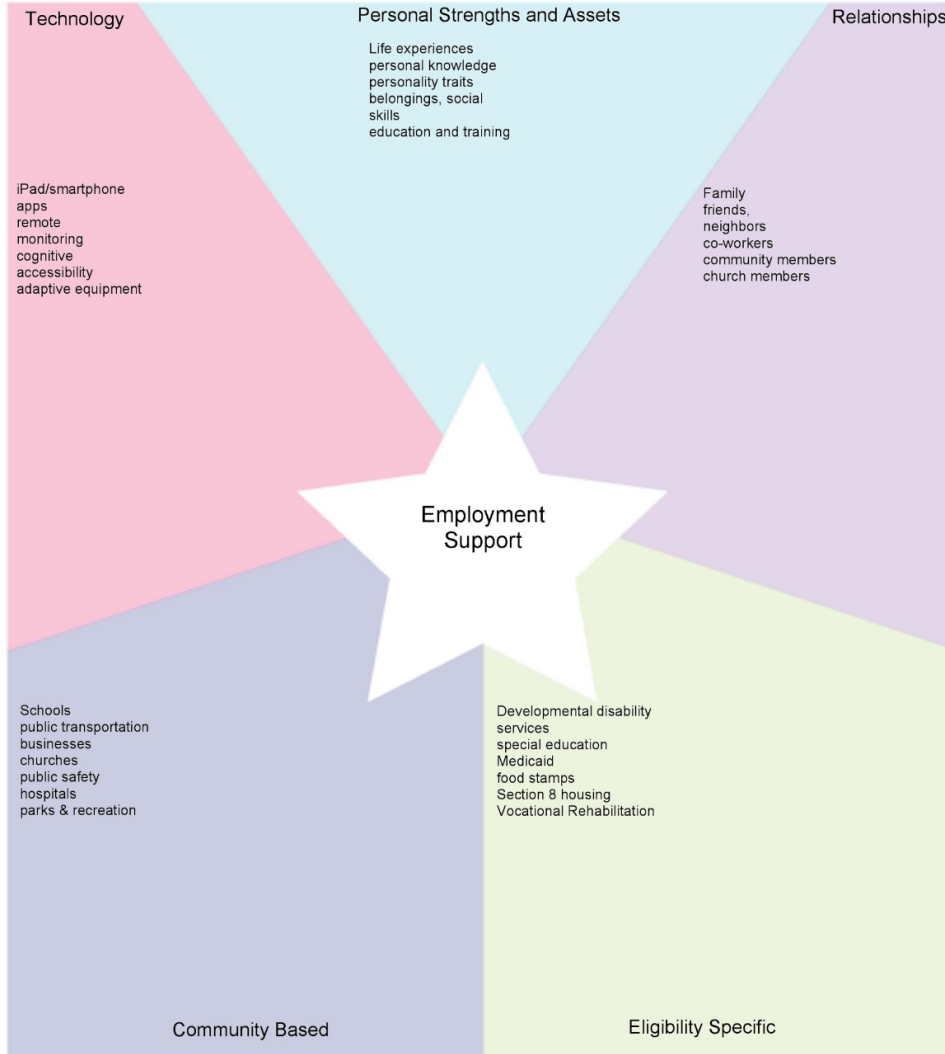 Technology
Personal Strengths and Assets
Relationships
Life experiences
personal knowledge
personality traits
belongings, social
skills
education and training
iPad/smartphone
apps
remote
monitoring
cognitive
accessibility
adaptive equipment
Family
friends,
neighbors
co-workers
community members
church members
Employment
Support
Schools
public transportation
businesses
churches
public safety
hospitals
parks & recreation
Developmental disability
services
special education
Medicaid
food stamps
Section 8 housing
Vocational Rehabilitation
Community Based
Eligibility Specific